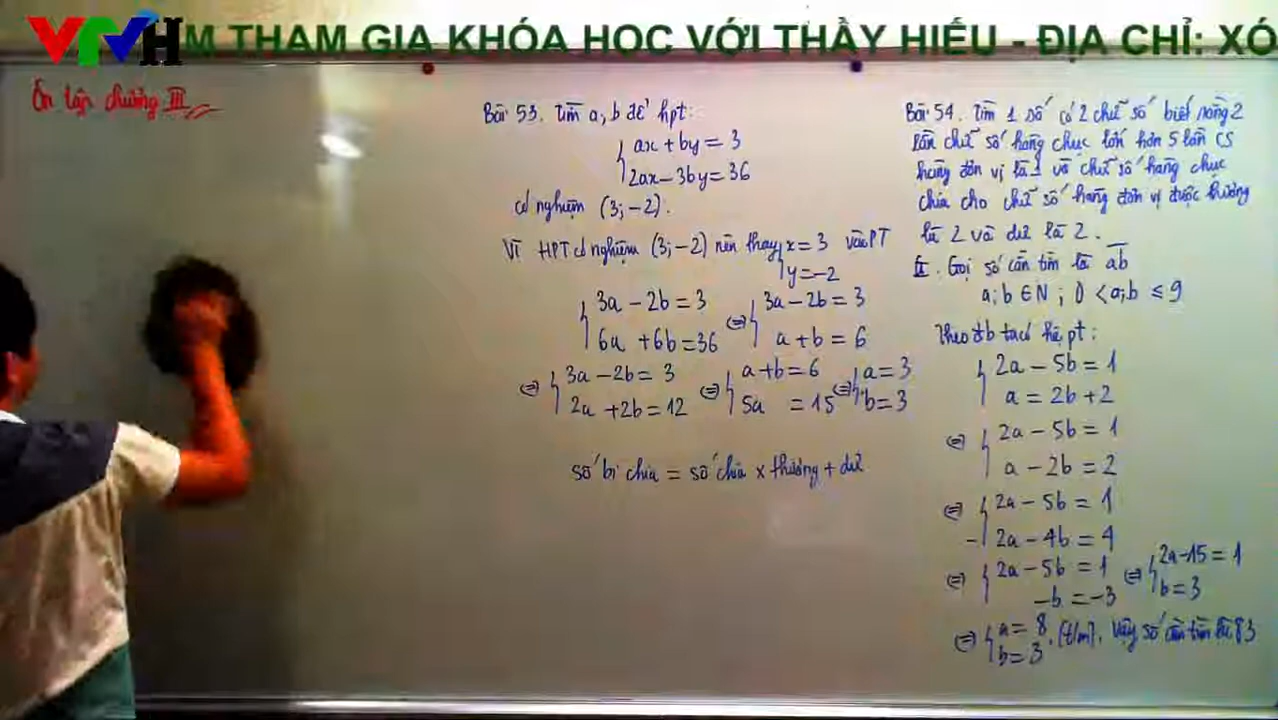 VTVH
ÌM THAM GIA KHÓA HỌC VỚI THẦY HIẾU - ĐỊA CHỈ: XÓ
Ôn tập chương III
Bài 53. Tìm a, b để hpt:
ax + by = 3
2ax - 3by = 36
có nghiệm (3; -2).
Vì HPT có nghiệm (3; -2) nên thay x = 3 vào PT
y = -2
3a - 2b = 3 ⇔ 3a - 2b = 3
6a + 6b = 36 a + b = 6
⇔ 3a - 2b = 3 ⇔ a + b = 6 ⇔ a = 3
2a + 2b = 12 5a = 15 b = 3
số bị chia = số chia x thương + dư
Bài 54. Tìm 1 số có 2 chữ số biết rằng 2
lần chữ số hàng chục lớn hơn 5 lần CS
hàng đơn vị là 1 và chữ số hàng chục
chia cho chữ số hàng đơn vị được thương
là 2 và dư là 2.
Gọi số cần tìm là ab
a; b ∈ N ; 0 < a; b ≤ 9
Theo đb ta có hệ pt:
2a - 5b = 1
a = 2b + 2
⇔ 2a - 5b = 1
a - 2b = 2
⇔ 2a - 5b = 1
- 2a - 4b = 4
⇔ 2a - 5b = 1 ⇔ 2a - 15 = 1
-b = -3 b = 3
⇔ a = 8 (t/m). Vậy số cần tìm là 83
b = 3